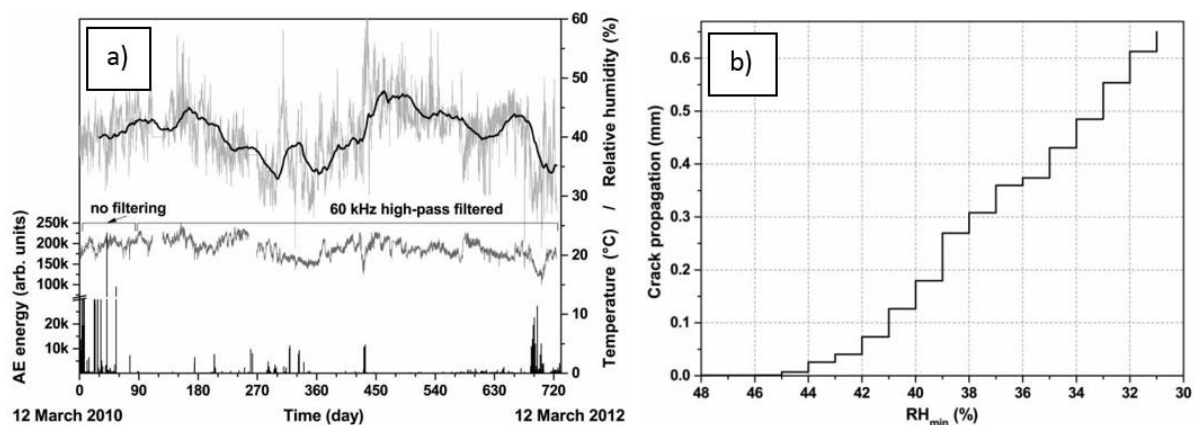 a)
60
50
40
30
20
10
0
Temperature (°C) / Relative humidity (%)
no filtering
60 kHz high-pass filtered
250k
200k
150k
100k
20k
10k
AE energy (arb. units)
0 90 180 270 360 450 540 630 720
12 March 2010 Time (day) 12 March 2012
b)
0.6
0.5
0.4
0.3
0.2
0.1
0.0
Crack propagation (mm)
48 46 44 42 40 38 36 34 32 30
RHmin (%)